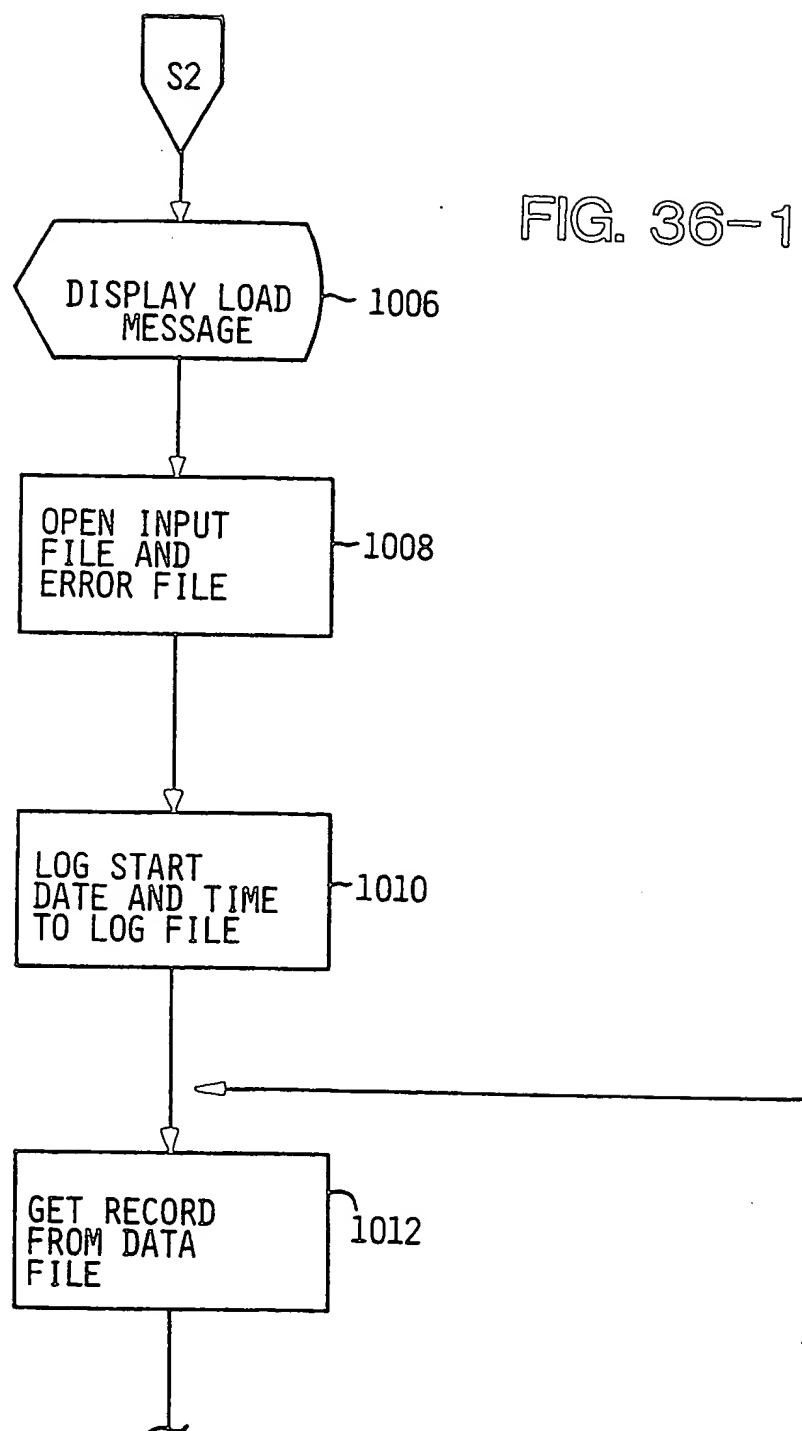 S2
FIG. 36-1
DISPLAY LOAD
MESSAGE
1006
OPEN INPUT
FILE AND
ERROR FILE
1008
LOG START
DATE AND TIME
TO LOG FILE
1010
GET RECORD
FROM DATA
FILE
1012